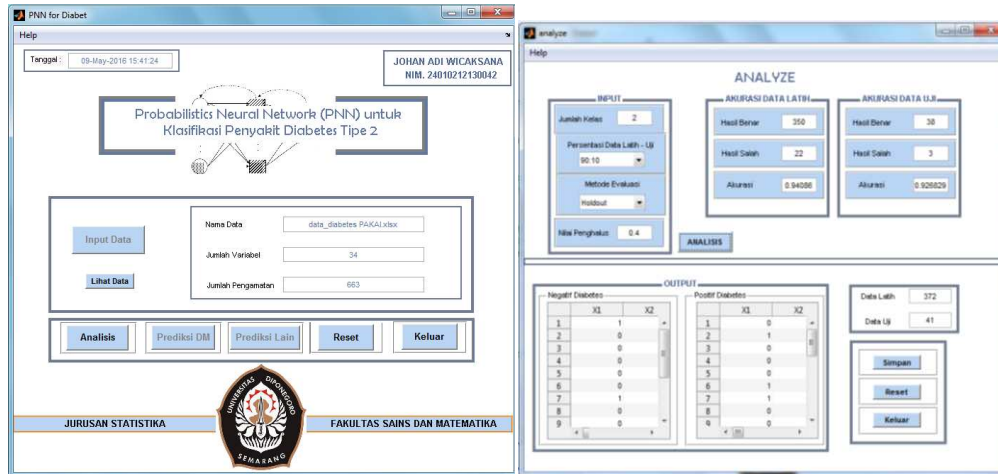 PNN for Diabet
Help
Tanggal :
09-May-2016 15:41:24
JOHAN ADI WICAKSANA
NIM. 24010212130042
Probabilistics Neural Network (PNN) untuk
Klasifikasi Penyakit Diabetes Tipe 2
Input Data
Lihat Data
Nama Data
data_diabetes PAKAI.xlsx
Jumlah Variabel
34
Jumlah Pengamatan
663
Analisis
Prediksi DM
Prediksi Lain
Reset
Keluar
JURUSAN STATISTIKA
UNIVERSITAS DIPONEGORO
SEMARANG
FAKULTAS SAINS DAN MATEMATIKA
analyze
Help
ANALYZE
INPUT
Jumlah Kelas
2
Persentasi Data Latih - Uji
90:10
Metode Evaluasi
Holdout
Nilai Penghalus
0.4
AKURASI DATA LATIH
Hasil Benar
350
Hasil Salah
22
Akurasi
0.94086
AKURASI DATA UJI
Hasil Benar
38
Hasil Salah
3
Akurasi
0.926829
ANALISIS
OUTPUT
Negatif Diabetes
X1 X2
1 1
2 0
3 0
4 0
5 0
6 0
7 1
8 0
9 0
Positif Diabetes
X1 X2
1 0
2 1
3 0
4 0
5 0
6 1
7 1
8 0
9 0
Data Latih
372
Data Uji
41
Simpan
Reset
Keluar